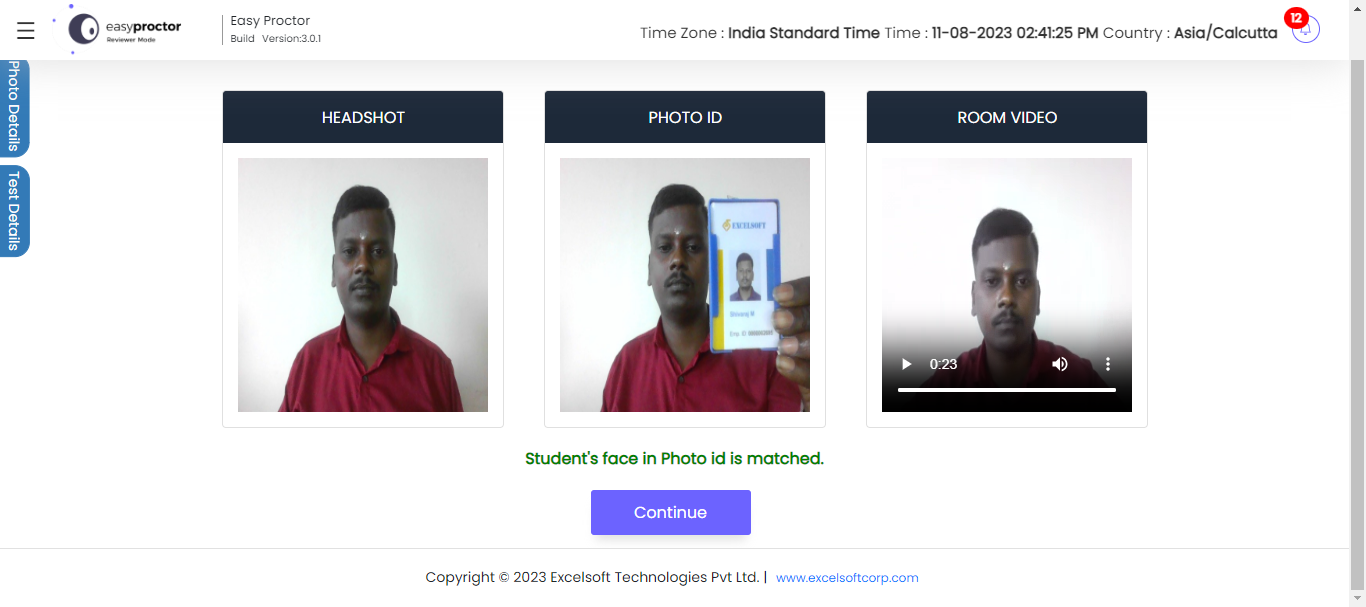 easyproctor
Reviewer Mode
Easy Proctor
Build Version:3.0.1
Time Zone : India Standard Time Time : 11-08-2023 02:41:25 PM Country : Asia/Calcutta
12
Photo Details
Test Details
HEADSHOT
PHOTO ID
ROOM VIDEO
EXCELSOFT
0:23
Student's face in Photo id is matched.
Continue
Copyright © 2023 Excelsoft Technologies Pvt Ltd. | www.excelsoftcorp.com